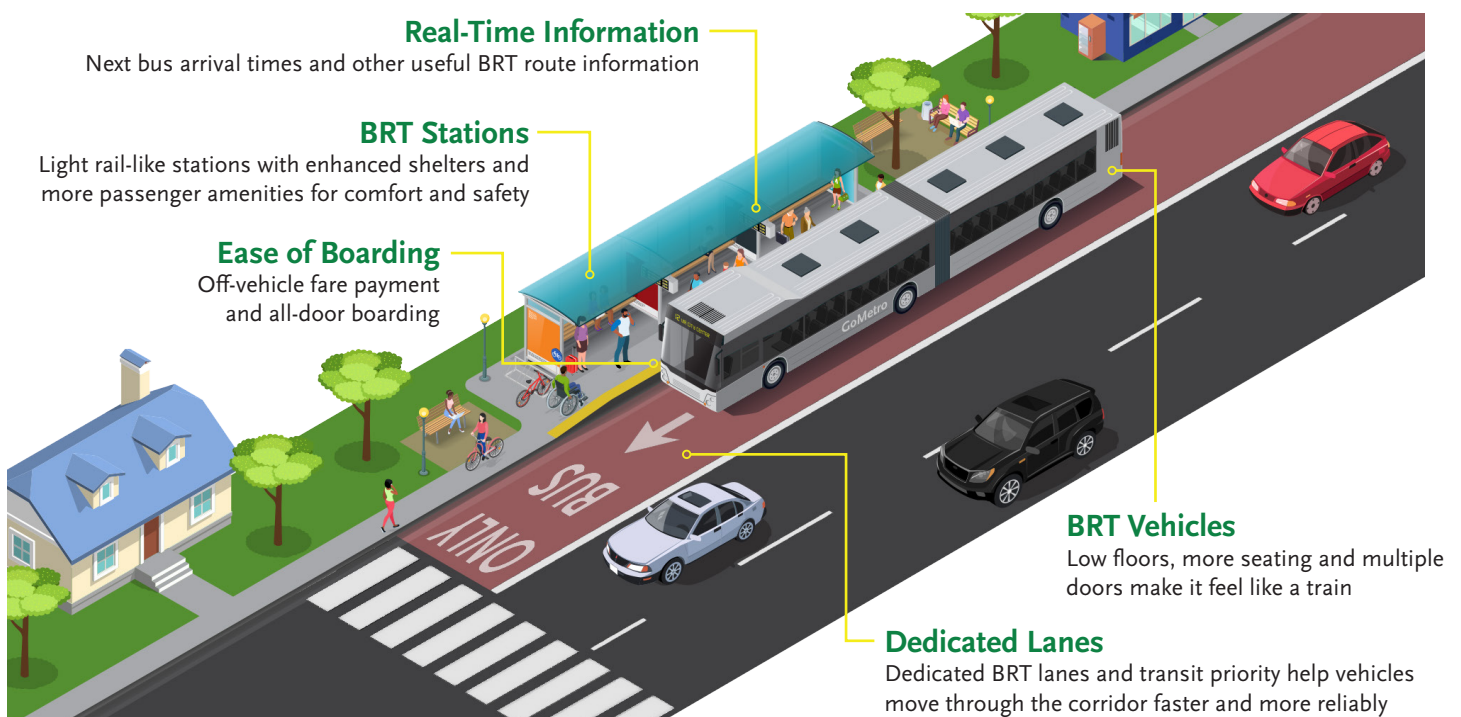 Real-Time Information
Next bus arrival times and other useful BRT route information
BRT Stations
Light rail-like stations with enhanced shelters and
more passenger amenities for comfort and safety
Ease of Boarding
Off-vehicle fare payment
and all-door boarding
GoMetro
BUS
ONLY
BRT Vehicles
Low floors, more seating and multiple
doors make it feel like a train
Dedicated Lanes
Dedicated BRT lanes and transit priority help vehicles
move through the corridor faster and more reliably